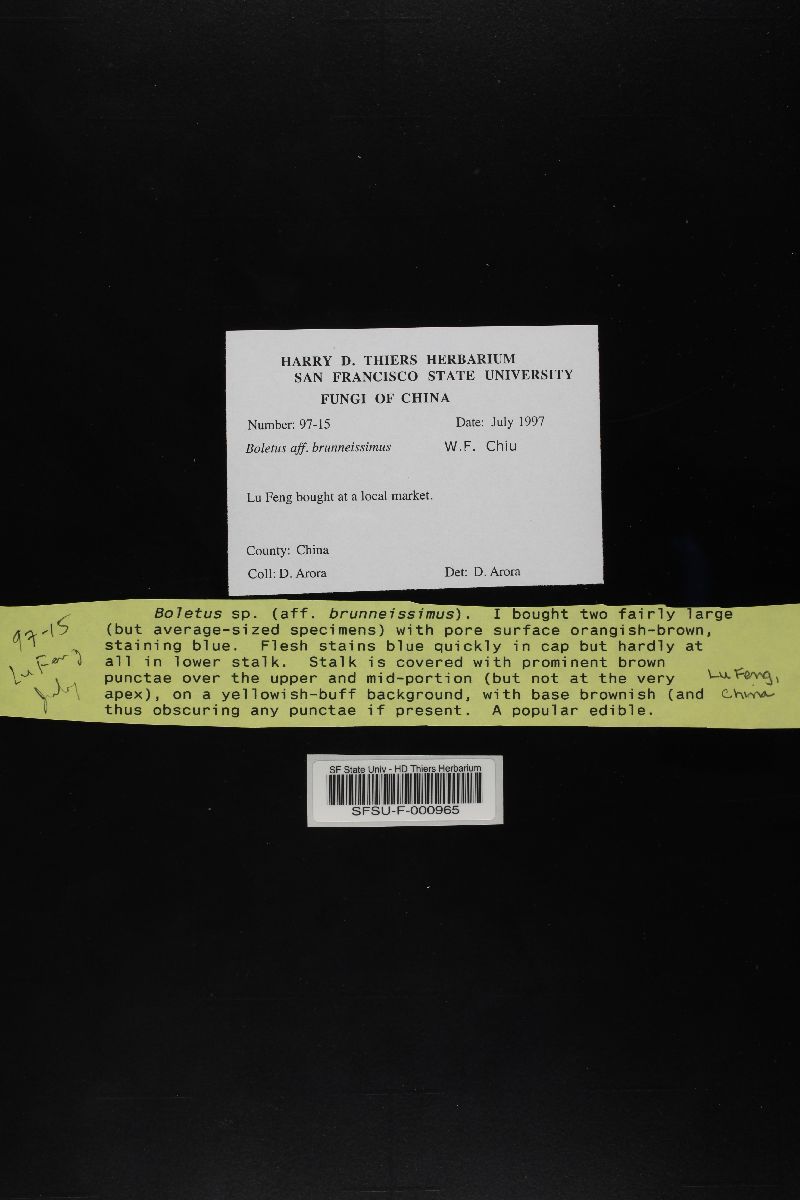 HARRY D. THIERS HERBARIUM
SAN FRANCISCO STATE UNIVERSITY
FUNGI OF CHINA
Number: 97-15 Date: July 1997
Boletus aff. brunneissimus W.F. Chiu
Lu Feng bought at a local market.
County: China
Coll: D. Arora Det: D. Arora
97-15
Lu Feng
July
Boletus sp. (aff. brunneissimus). I bought two fairly large
(but average-sized specimens) with pore surface orangish-brown,
staining blue. Flesh stains blue quickly in cap but hardly at
all in lower stalk. Stalk is covered with prominent brown
punctae over the upper and mid-portion (but not at the very
apex), on a yellowish-buff background, with base brownish (and
thus obscuring any punctae if present. A popular edible.
Lu Feng,
China
SF State Univ - HD Thiers Herbarium
SFSU-F-000965